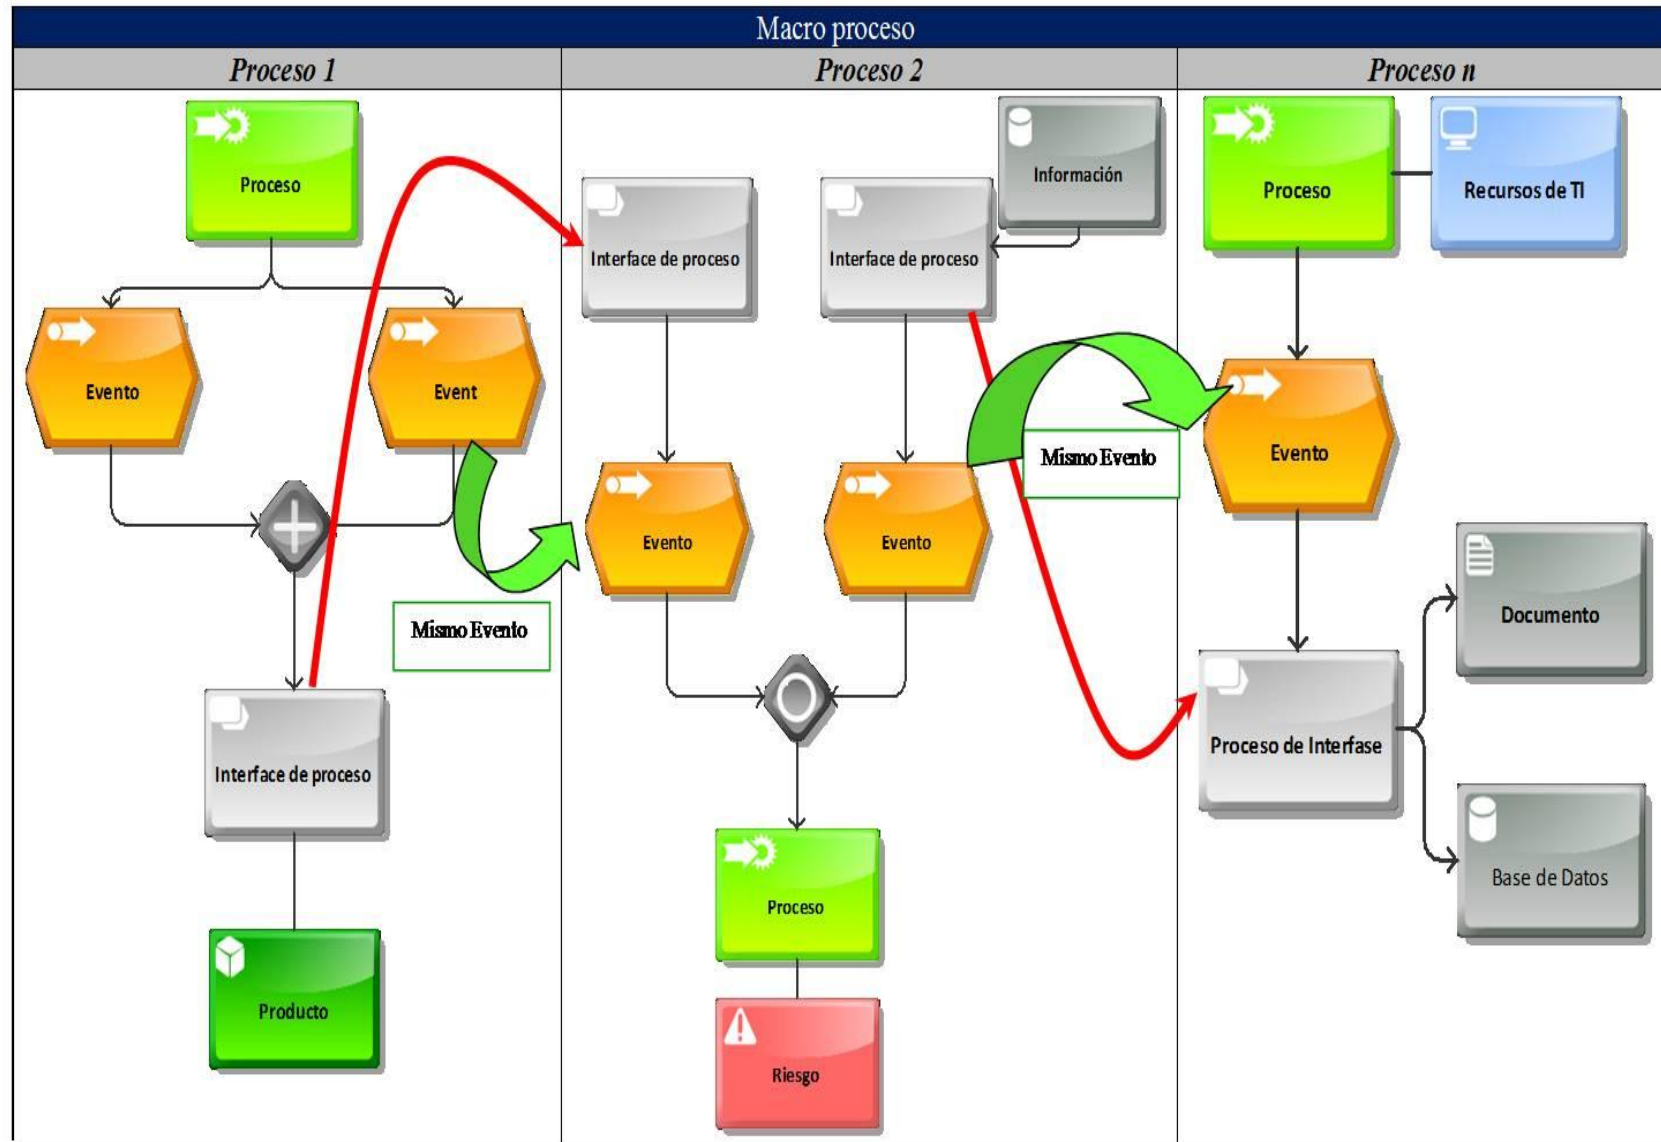 Macro proceso
Proceso 1
Proceso 2
Proceso n
Proceso
Evento
Event
Mismo Evento
Interface de proceso
Producto
Interface de proceso
Interface de proceso
Información
Evento
Evento
Mismo Evento
Proceso
Riesgo
Proceso
Recursos de TI
Evento
Documento
Proceso de Interfase
Base de Datos